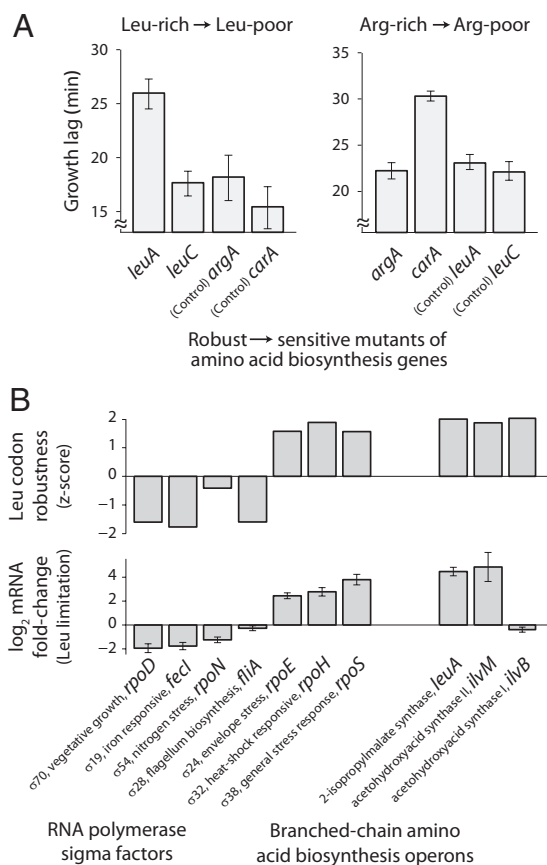 A
Leu-rich → Leu-poor
Arg-rich → Arg-poor
Growth lag (min)
25
20
15
≈
leuA
leuC
(Control) argA
(Control) carA
35
30
25
20
≈
argA
carA
(Control) leuA
(Control) leuC
Robust → sensitive mutants of
amino acid biosynthesis genes
B
Leu codon
robustness
(z-score)
2
1
0
−1
−2
log2 mRNA
fold-change
(Leu limitation)
4
2
0
−2
σ70, vegetative growth, rpoD
σ19, iron responsive, fecI
σ54, nitrogen stress, rpoN
σ28, flagellum biosynthesis, fliA
σ24, envelope stress, rpoE
σ32, heat-shock responsive, rpoH
σ38, general stress response, rpoS
2-isopropylmalate synthase, leuA
acetohydroxyacid synthase II, ilvM
acetohydroxyacid synthase I, ilvB
RNA polymerase
sigma factors
Branched-chain amino
acid biosynthesis operons